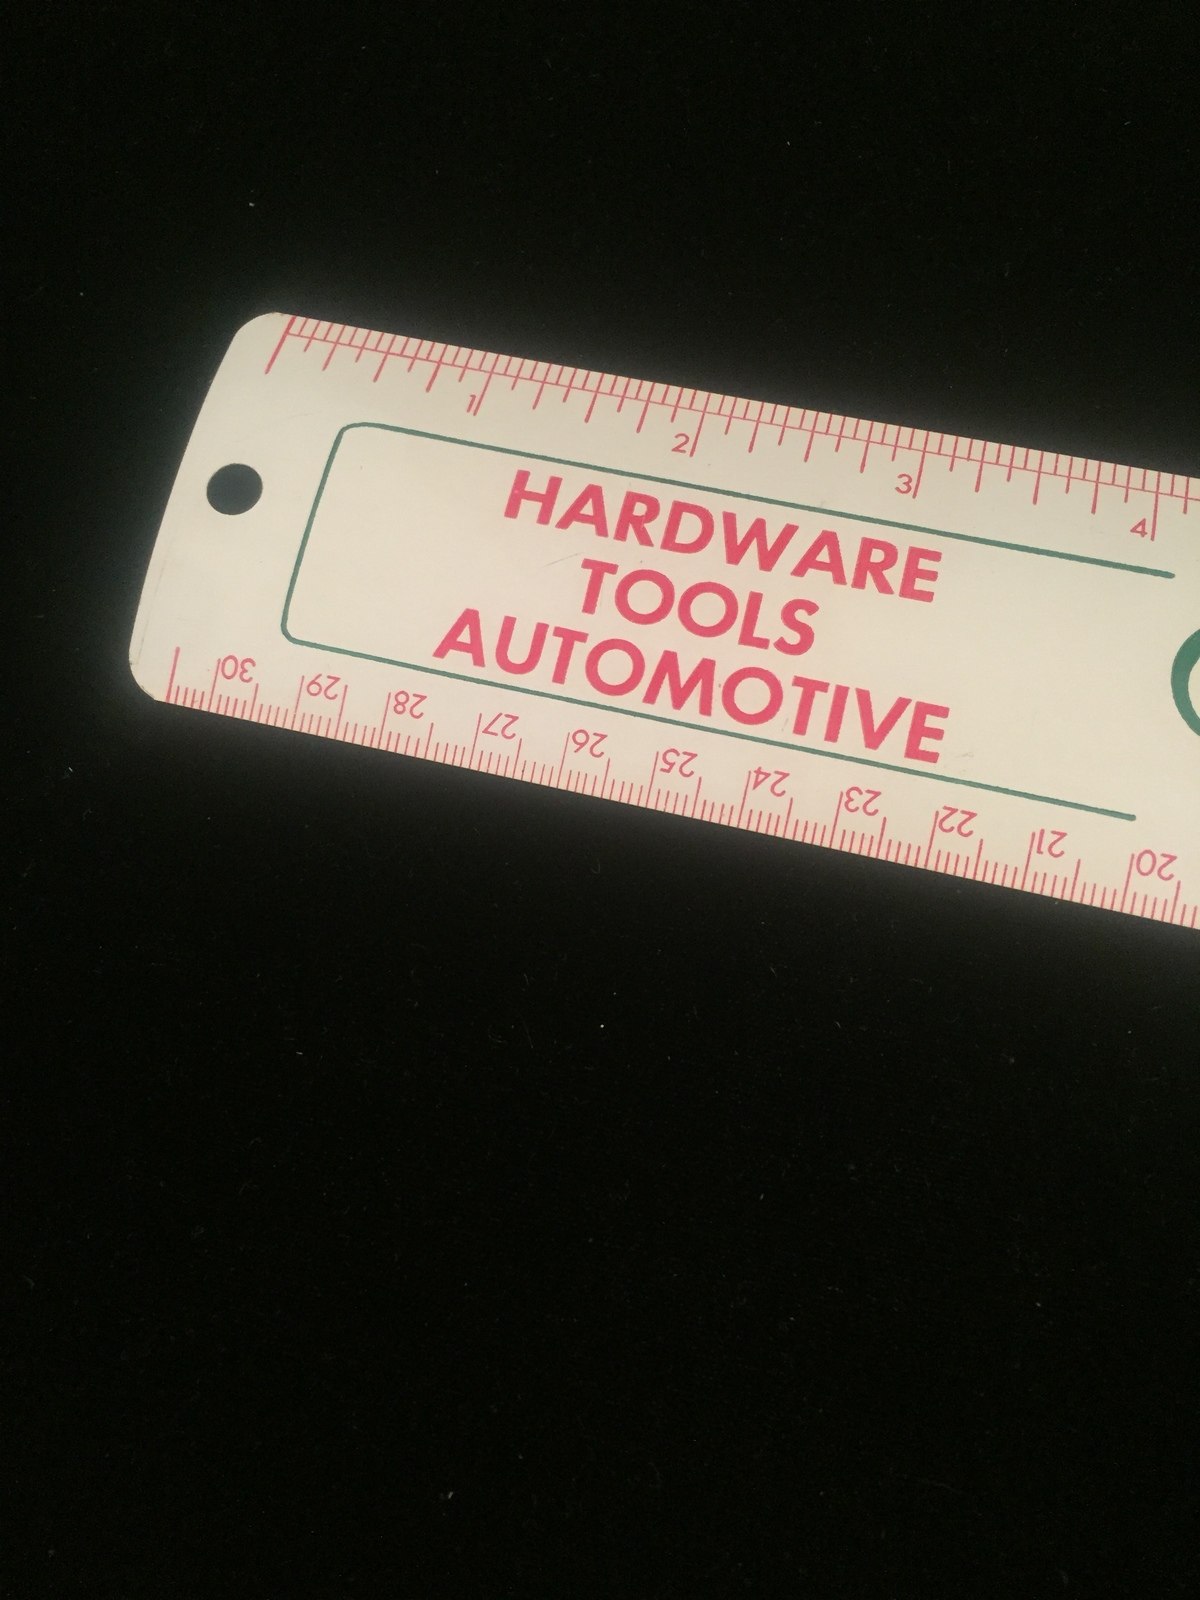 1 2 3 4
HARDWARE
TOOLS
AUTOMOTIVE
30 29 28 27 26 25 24 23 22 21 20